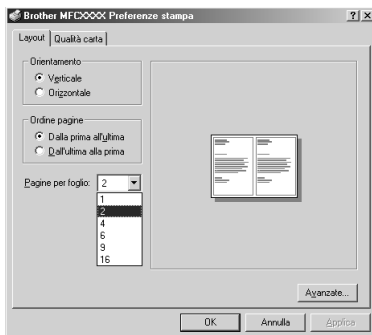 Brother MFCXXXX Preferenze stampa
Layout Qualità carta
Orientamento
Verticale
Orizzontale
Ordine pagine
Dalla prima all'ultima
Dall'ultima alla prima
Pagine per foglio: 2
1
2
4
6
9
16
Avanzate...
OK Annulla Applica